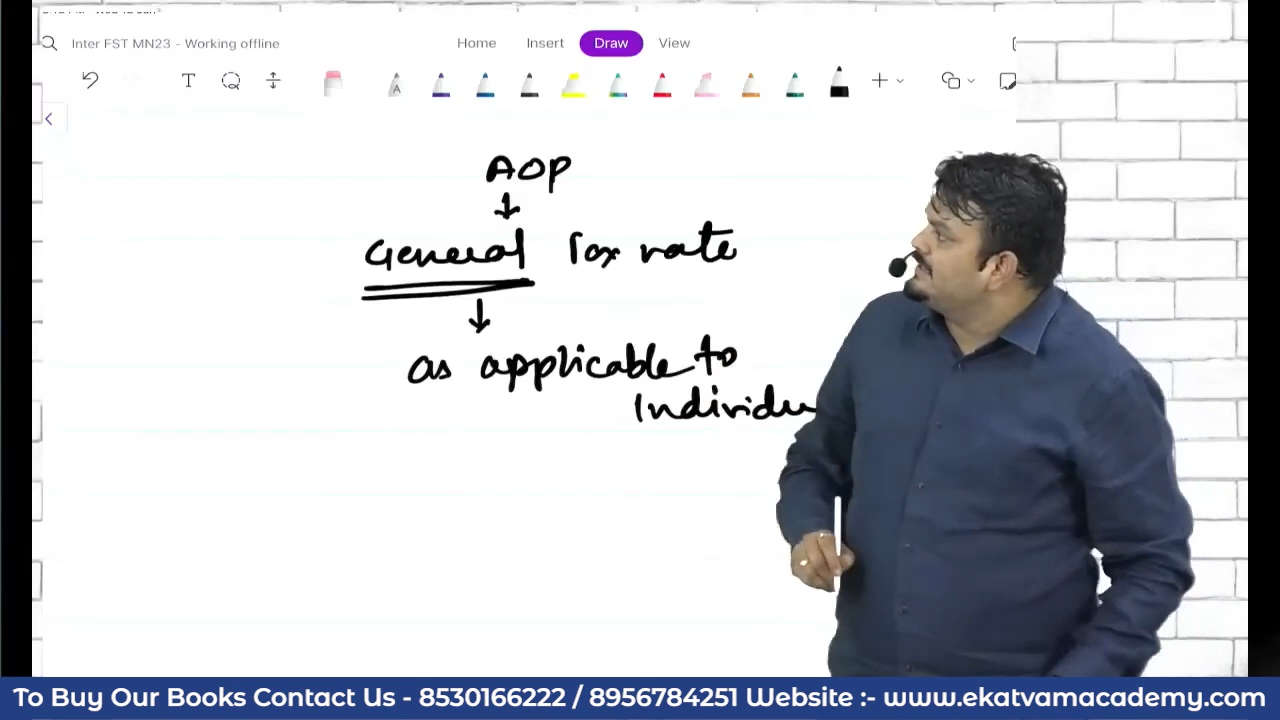 Inter FST MN23 - Working offline
Home Insert Draw View
T
A
AOP
General Tax rate
as applicable to
Individu
To Buy Our Books Contact Us - 8530166222 / 8956784251 Website :- www.ekatvamacademy.com